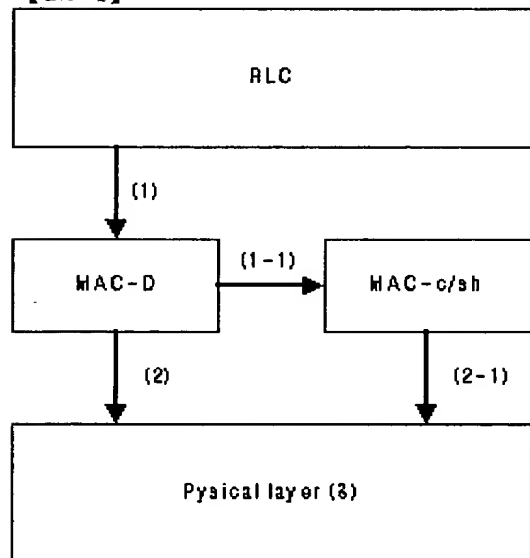 RLC
(1)
MAC-D
(1-1)
MAC-c/sh
(2)
(2-1)
Pysical layer (3)